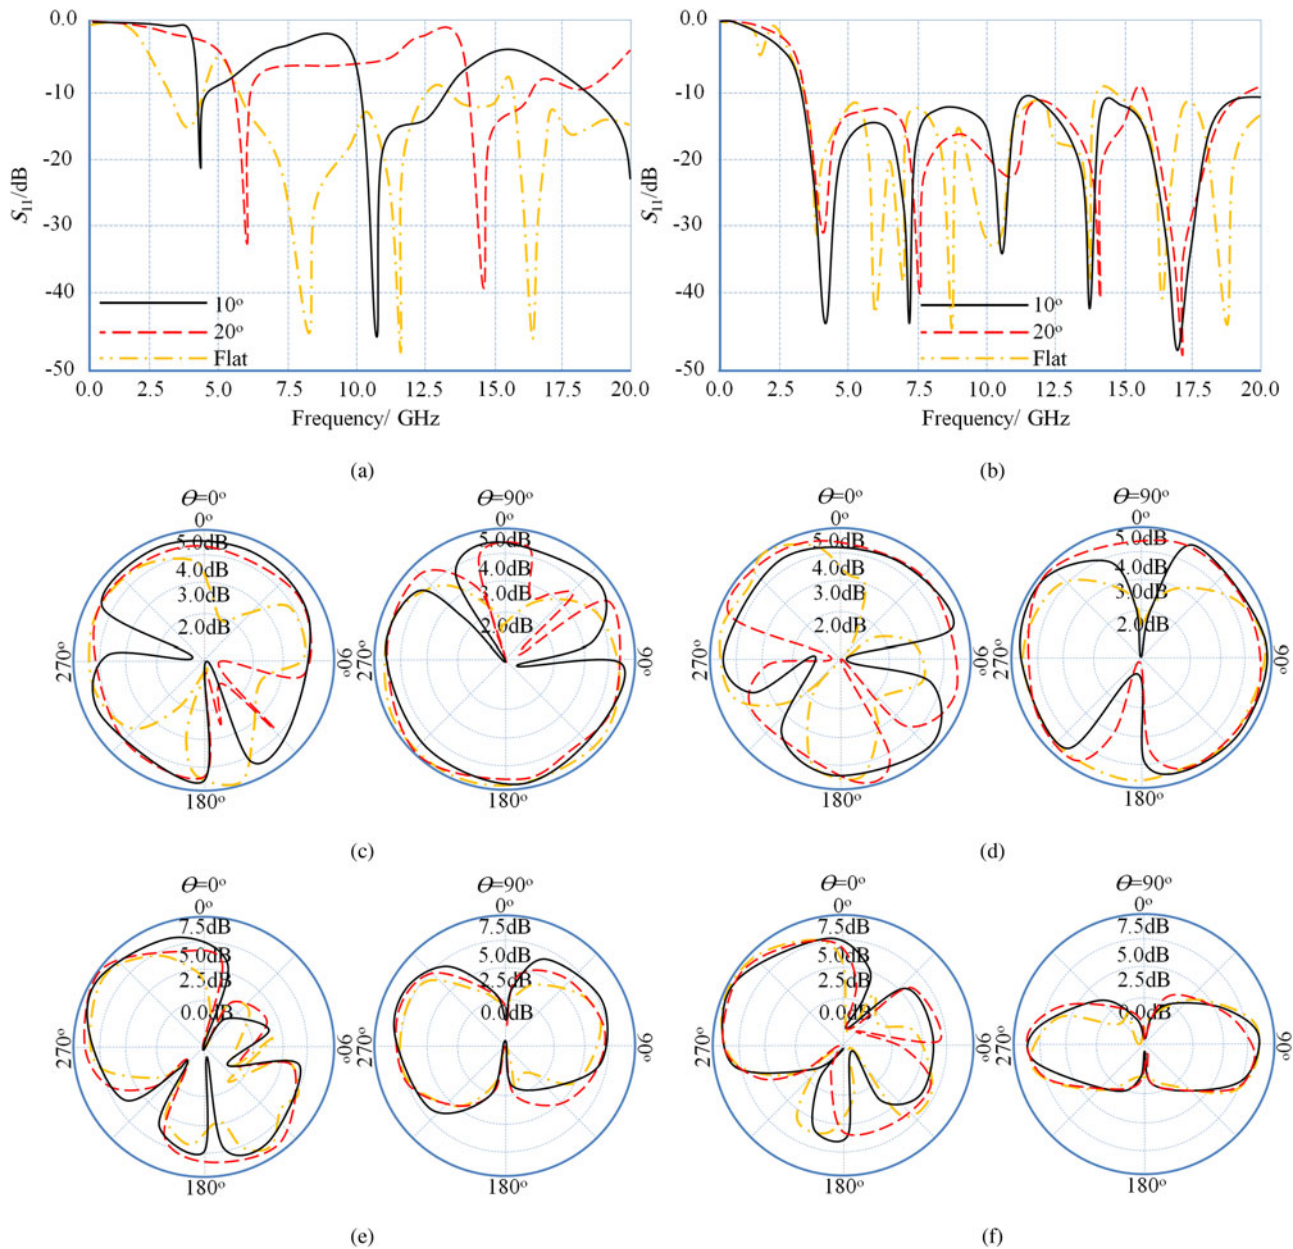 0.0
-10
-20
-30
-40
-50
S₁₁/dB
10°
20°
Flat
0.0 2.5 5.0 7.5 10.0 12.5 15.0 17.5 20.0
Frequency/ GHz
(a)
0.0
-10
-20
-30
-40
-50
S₁₁/dB
10°
20°
Flat
0.0 2.5 5.0 7.5 10.0 12.5 15.0 17.5 20.0
Frequency/ GHz
(b)
Θ=0°
0°
5.0dB
4.0dB
3.0dB
2.0dB
270°
90°
180°
Θ=90°
0°
5.0dB
4.0dB
3.0dB
2.0dB
270°
90°
180°
(c)
Θ=0°
0°
5.0dB
4.0dB
3.0dB
2.0dB
270°
90°
180°
Θ=90°
0°
5.0dB
4.0dB
3.0dB
2.0dB
270°
90°
180°
(d)
Θ=0°
0°
7.5dB
5.0dB
2.5dB
0.0dB
270°
90°
180°
Θ=90°
0°
7.5dB
5.0dB
2.5dB
0.0dB
270°
90°
180°
(e)
Θ=0°
0°
7.5dB
5.0dB
2.5dB
0.0dB
270°
90°
180°
Θ=90°
0°
7.5dB
5.0dB
2.5dB
0.0dB
270°
90°
180°
(f)